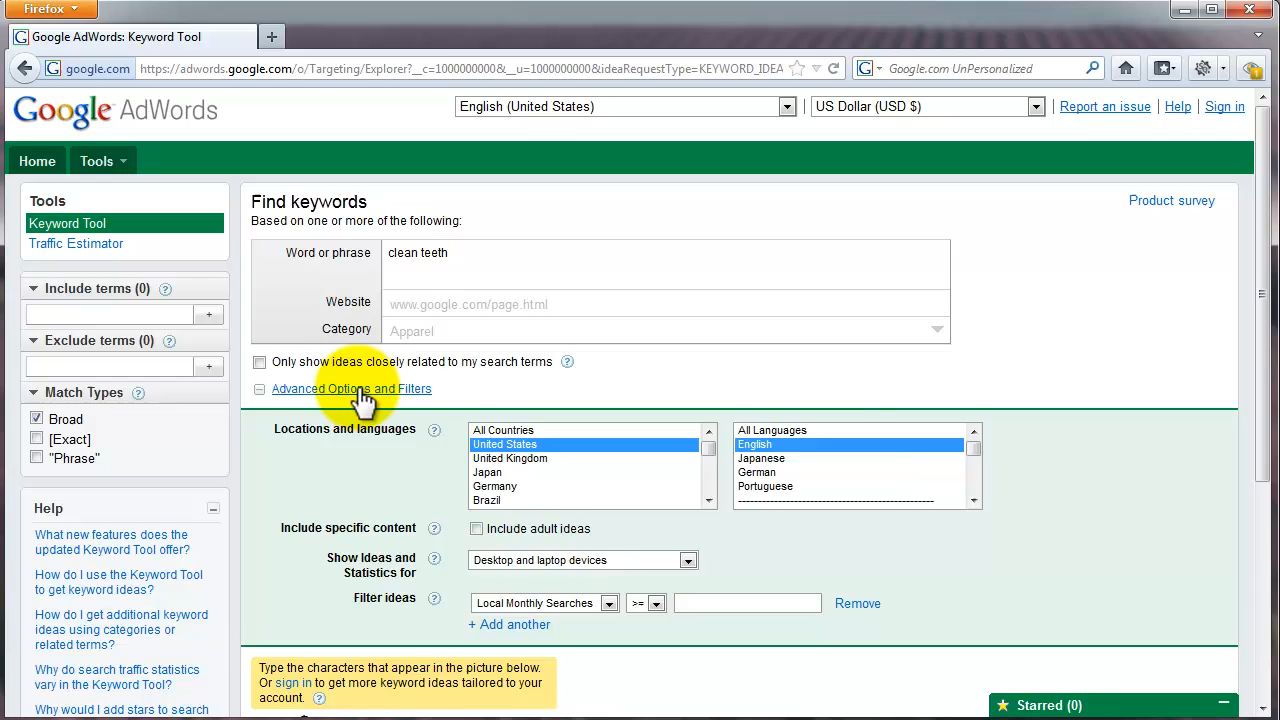 Firefox
Google AdWords: Keyword Tool
google.com
https://adwords.google.com/o/Targeting/Explorer?__c=1000000000&__u=1000000000&ideaRequestType=KEYWORD_IDEA
Google.com UnPersonalized
Google AdWords
English (United States)
US Dollar (USD $)
Report an issue
Help
Sign in
Home
Tools
Tools
Keyword Tool
Traffic Estimator
Include terms (0)
Exclude terms (0)
Match Types
Broad
[Exact]
"Phrase"
Help
What new features does the
updated Keyword Tool offer?
How do I use the Keyword Tool
to get keyword ideas?
How do I get additional keyword
ideas using categories or
related terms?
Why do search traffic statistics
vary in the Keyword Tool?
Why would I add stars to search
Find keywords
Product survey
Based on one or more of the following:
Word or phrase
clean teeth
Website
www.google.com/page.html
Category
Apparel
Only show ideas closely related to my search terms
Advanced Options and Filters
Locations and languages
All Countries
United States
United Kingdom
Japan
Germany
Brazil
All Languages
English
Japanese
German
Portuguese
Include specific content
Include adult ideas
Show Ideas and
Statistics for
Desktop and laptop devices
Filter ideas
Local Monthly Searches
>=
Remove
+ Add another
Type the characters that appear in the picture below.
Or sign in to get more keyword ideas tailored to your
account.
Starred (0)